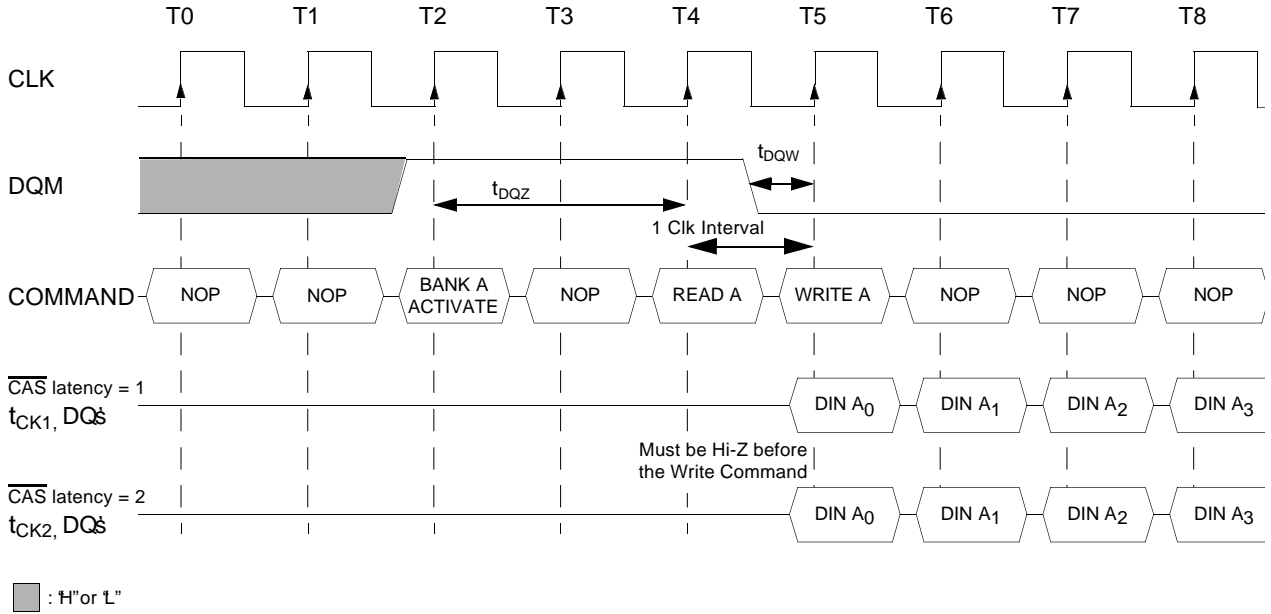 T0 T1 T2 T3 T4 T5 T6 T7 T8
CLK
DQM
tDQZ
tDQW
1 Clk Interval
COMMAND
NOP
NOP
BANK A
ACTIVATE
NOP
READ A
WRITE A
NOP
NOP
NOP
CAS latency = 1
tCK1, DQ's
DIN A0
DIN A1
DIN A2
DIN A3
Must be Hi-Z before
the Write Command
CAS latency = 2
tCK2, DQ's
DIN A0
DIN A1
DIN A2
DIN A3
: "H" or "L"